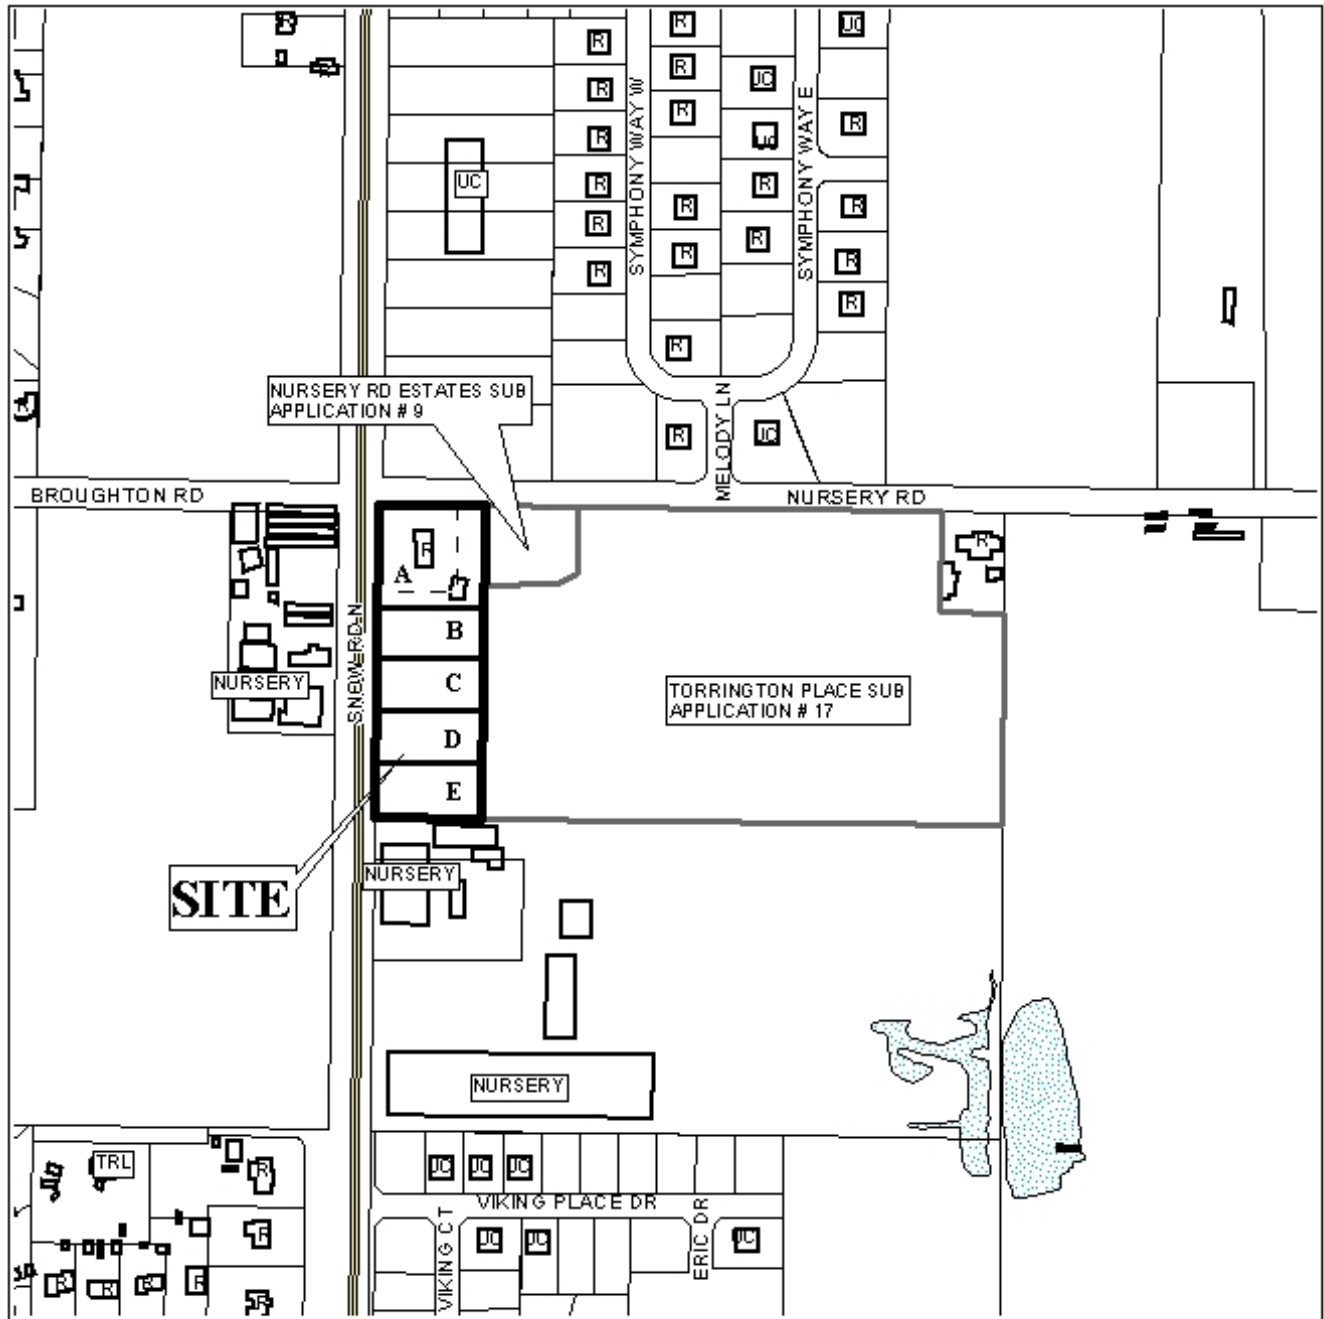 R
R
UC
R
R
UC
R
R
R
UC
R
UC
R
R
R
R
R
R
R
R
R
R
R
SYMPHONY WAY W
SYMPHONY WAY E
NURSERY RD ESTATES SUB
APPLICATION # 9
R
UC
MELODY LN
BROUGHTON RD
NURSERY RD
R
A
R
B
C
D
E
NURSERY
TORRINGTON PLACE SUB
APPLICATION # 17
SITE
NURSERY
NURSERY
TRL
R
UC
UC
UC
VIKING PLACE DR
VIKING CT
ERIC DR
R
UC
UC
UC
R
R
R
R
R